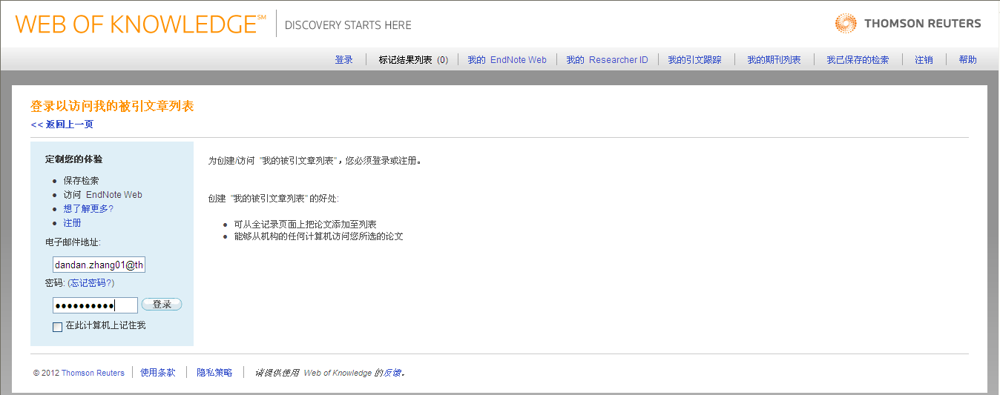 WEB OF KNOWLEDGE℠ DISCOVERY STARTS HERE THOMSON REUTERS
登录 标记结果列表 (0) 我的 EndNote Web 我的 Researcher ID 我的引文跟踪 我的期刊列表 我已保存的检索 注销 帮助
登录以访问我的被引文章列表
<< 返回上一页
定制您的体验
保存检索
访问 EndNote Web
想了解更多?
注册
电子邮件地址:
dandan.zhang01@th
密码: (忘记密码?)
●●●●●●●●●● 登录
在此计算机上记住我
为创建/访问 "我的被引文章列表"，您必须登录或注册。
创建 "我的被引文章列表" 的好处:
可从全记录页面上把论文添加至列表
能够从机构的任何计算机访问您所选的论文
© 2012 Thomson Reuters 使用条款 隐私策略 请提供使用 Web of Knowledge 的反馈。